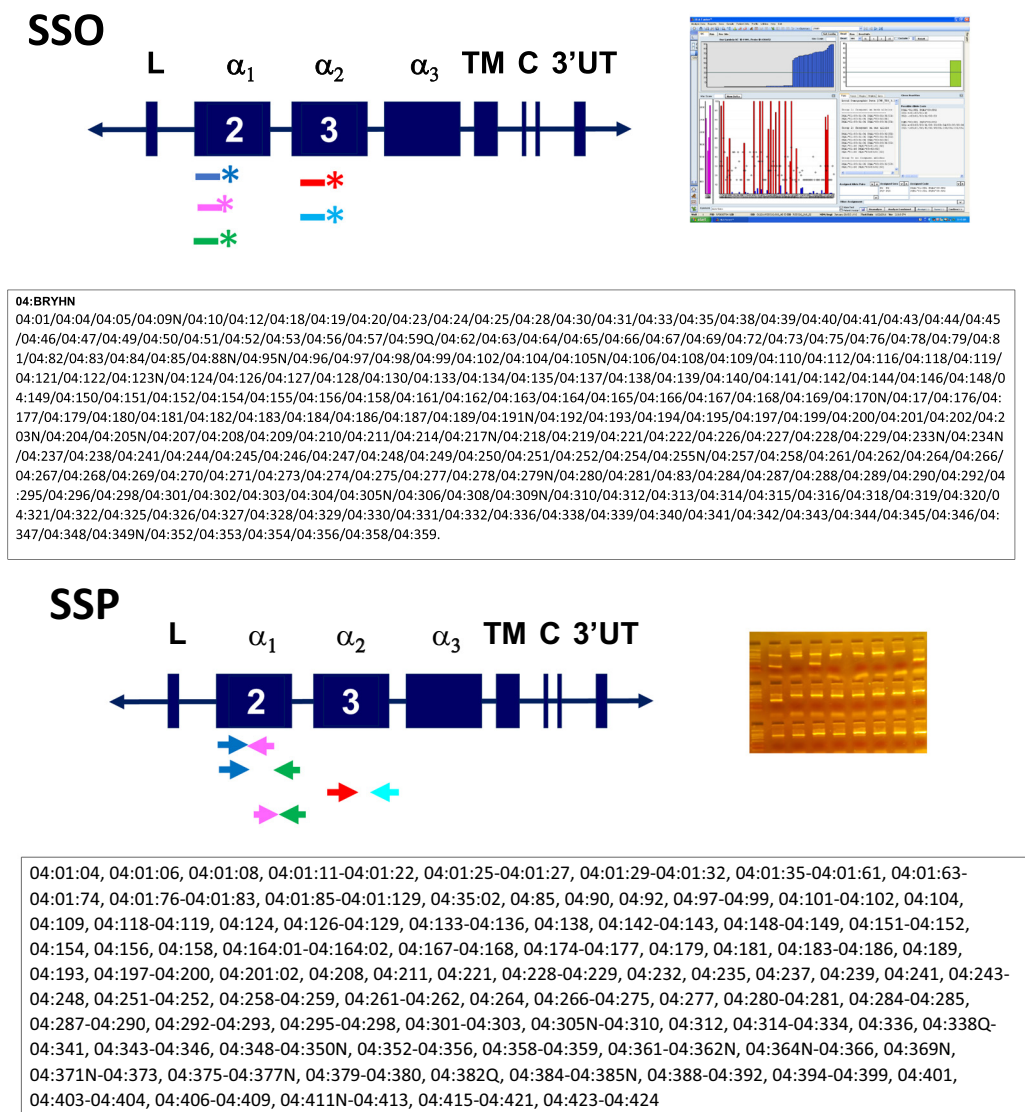 SSO
L α1 α2 α3 TM C 3'UT
2 3
* *
* *
*
04:BRYHN
04:01/04:04/04:05/04:09N/04:10/04:12/04:18/04:19/04:20/04:23/04:24/04:25/04:28/04:30/04:31/04:33/04:35/04:38/04:39/04:40/04:41/04:43/04:44/04:45
/04:46/04:47/04:49/04:50/04:51/04:52/04:53/04:56/04:57/04:59Q/04:62/04:63/04:64/04:65/04:66/04:67/04:69/04:72/04:73/04:75/04:76/04:78/04:79/04:8
1/04:82/04:83/04:84/04:85/04:88N/04:95N/04:96/04:97/04:98/04:99/04:102/04:104/04:105N/04:106/04:108/04:109/04:110/04:112/04:116/04:118/04:119/
04:121/04:122/04:123N/04:124/04:126/04:127/04:128/04:130/04:133/04:134/04:135/04:137/04:138/04:139/04:140/04:141/04:142/04:144/04:146/04:148/0
4:149/04:150/04:151/04:152/04:154/04:155/04:156/04:158/04:161/04:162/04:163/04:164/04:165/04:166/04:167/04:168/04:169/04:170N/04:17/04:176/04:
177/04:179/04:180/04:181/04:182/04:183/04:184/04:186/04:187/04:189/04:191N/04:192/04:193/04:194/04:195/04:197/04:199/04:200/04:201/04:202/04:2
03N/04:204/04:205N/04:207/04:208/04:209/04:210/04:211/04:214/04:217N/04:218/04:219/04:221/04:222/04:226/04:227/04:228/04:229/04:233N/04:234N
/04:237/04:238/04:241/04:244/04:245/04:246/04:247/04:248/04:249/04:250/04:251/04:252/04:254/04:255N/04:257/04:258/04:261/04:262/04:264/04:266/
04:267/04:268/04:269/04:270/04:271/04:273/04:274/04:275/04:277/04:278/04:279N/04:280/04:281/04:83/04:284/04:287/04:288/04:289/04:290/04:292/04
:295/04:296/04:298/04:301/04:302/04:303/04:304/04:305N/04:306/04:308/04:309N/04:310/04:312/04:313/04:314/04:315/04:316/04:318/04:319/04:320/0
4:321/04:322/04:325/04:326/04:327/04:328/04:329/04:330/04:331/04:332/04:336/04:338/04:339/04:340/04:341/04:342/04:343/04:344/04:345/04:346/04:
347/04:348/04:349N/04:352/04:353/04:354/04:356/04:358/04:359.
SSP
L α1 α2 α3 TM C 3'UT
2 3
04:01:04, 04:01:06, 04:01:08, 04:01:11-04:01:22, 04:01:25-04:01:27, 04:01:29-04:01:32, 04:01:35-04:01:61, 04:01:63-
04:01:74, 04:01:76-04:01:83, 04:01:85-04:01:129, 04:35:02, 04:85, 04:90, 04:92, 04:97-04:99, 04:101-04:102, 04:104,
04:109, 04:118-04:119, 04:124, 04:126-04:129, 04:133-04:136, 04:138, 04:142-04:143, 04:148-04:149, 04:151-04:152,
04:154, 04:156, 04:158, 04:164:01-04:164:02, 04:167-04:168, 04:174-04:177, 04:179, 04:181, 04:183-04:186, 04:189,
04:193, 04:197-04:200, 04:201:02, 04:208, 04:211, 04:221, 04:228-04:229, 04:232, 04:235, 04:237, 04:239, 04:241, 04:243-
04:248, 04:251-04:252, 04:258-04:259, 04:261-04:262, 04:264, 04:266-04:275, 04:277, 04:280-04:281, 04:284-04:285,
04:287-04:290, 04:292-04:293, 04:295-04:298, 04:301-04:303, 04:305N-04:310, 04:312, 04:314-04:334, 04:336, 04:338Q-
04:341, 04:343-04:346, 04:348-04:350N, 04:352-04:356, 04:358-04:359, 04:361-04:362N, 04:364N-04:366, 04:369N,
04:371N-04:373, 04:375-04:377N, 04:379-04:380, 04:382Q, 04:384-04:385N, 04:388-04:392, 04:394-04:399, 04:401,
04:403-04:404, 04:406-04:409, 04:411N-04:413, 04:415-04:421, 04:423-04:424